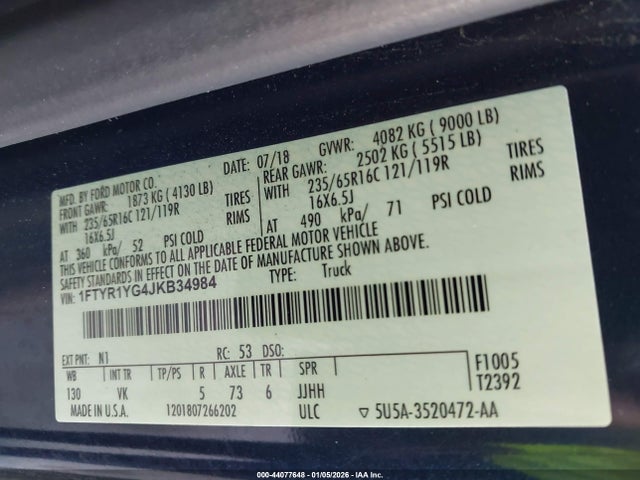 MFD. BY FORD MOTOR CO.
DATE: 07/18 GVWR: 4082 KG ( 9000 LB)
FRONT GAWR: 1873 KG ( 4130 LB) REAR GAWR: 2502 KG ( 5515 LB)
WITH 235/65R16C 121/119R TIRES WITH 235/65R16C 121/119R TIRES
16X6.5J RIMS 16X6.5J RIMS
AT 360 kPa/ 52 PSI COLD AT 490 kPa/ 71 PSI COLD
THIS VEHICLE CONFORMS TO ALL APPLICABLE FEDERAL MOTOR VEHICLE
SAFETY STANDARDS IN EFFECT ON THE DATE OF MANUFACTURE SHOWN ABOVE.
VIN: 1FTYR1YG4JKB34984 TYPE: Truck
EXT PNT: N1 RC: 53 DSO:
WB INT TR TP/PS R AXLE TR SPR F1005
130 VK 5 73 6 JJHH T2392
MADE IN U.S.A. 1201807266202 ULC ▽ 5U5A-3520472-AA
000-44077648 - 01/05/2026 - IAA Inc.